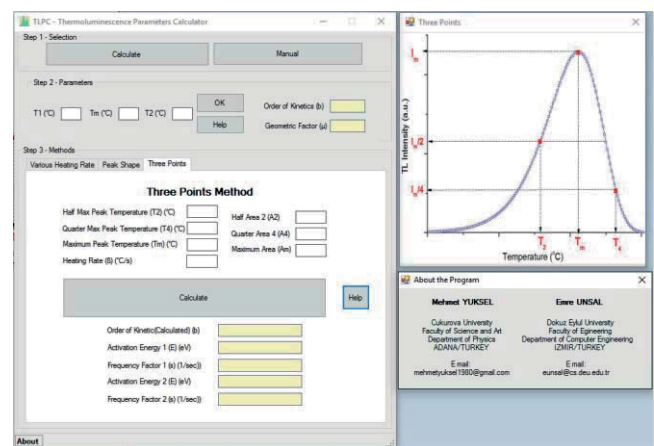 TLPC - Thermoluminescence Parameters Calculator
Step 1 - Selection
Calculate
Manual
Step 2 - Parameters
T1 (°C)
Tm (°C)
T2 (°C)
OK
Help
Order of Kinetics (b)
Geometric Factor (μ)
Step 3 - Methods
Various Heating Rate
Peak Shape
Three Points
Three Points Method
Half Max Peak Temperature (T2) (°C)
Quarter Max Peak Temperature (T4) (°C)
Maximum Peak Temperature (Tm) (°C)
Heating Rate (ß) (°C/s)
Half Area 2 (A2)
Quarter Area 4 (A4)
Maximum Area (Am)
Calculate
Help
Order of Kinetic(Calculated) (b)
Activation Energy 1 (E) (eV)
Frequency Factor 1 (s) (1/sec))
Activation Energy 2 (E) (eV)
Frequency Factor 2 (s) (1/sec))
About
Three Points
TL Intensity (a.u.)
Im
Im/2
Im/4
T2
Tm
T4
Temperature (°C)
About the Program
Mehmet YUKSEL
Cukurova University
Faculty of Science and Art
Department of Physics
ADANA/TURKEY
E.mail:
mehmetyuksel1980@gmail.com
Emre UNSAL
Dokuz Eylul University
Faculty of Egineering
Department of Computer Engineering
IZMIR/TURKEY
E.mail:
eunsal@cs.deu.edu.tr